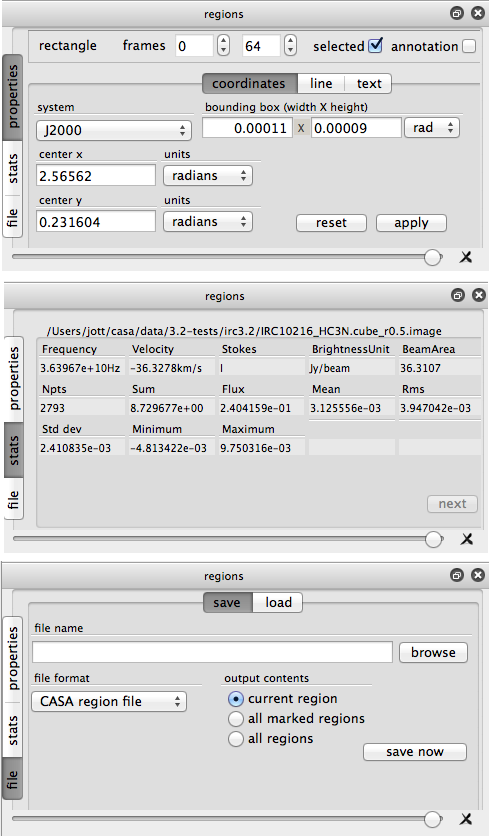 regions
rectangle frames 0 64 selected annotation
coordinates line text
properties
stats
file
system bounding box (width X height)
J2000 0.00011 X 0.00009 rad
center x units
2.56562 radians
center y units
0.231604 radians reset apply
regions
/Users/jott/casa/data/3.2-tests/irc3.2/IRC10216_HC3N.cube_r0.5.image
properties
stats
file
Frequency Velocity Stokes BrightnessUnit BeamArea
3.63967e+10Hz -36.3278km/s I Jy/beam 36.3107
Npts Sum Flux Mean Rms
2793 8.729677e+00 2.404159e-01 3.125556e-03 3.947042e-03
Std dev Minimum Maximum
2.410835e-03 -4.813422e-03 9.750316e-03
next
regions
save load
properties
stats
file
file name
browse
file format output contents
CASA region file current region
all marked regions
all regions
save now